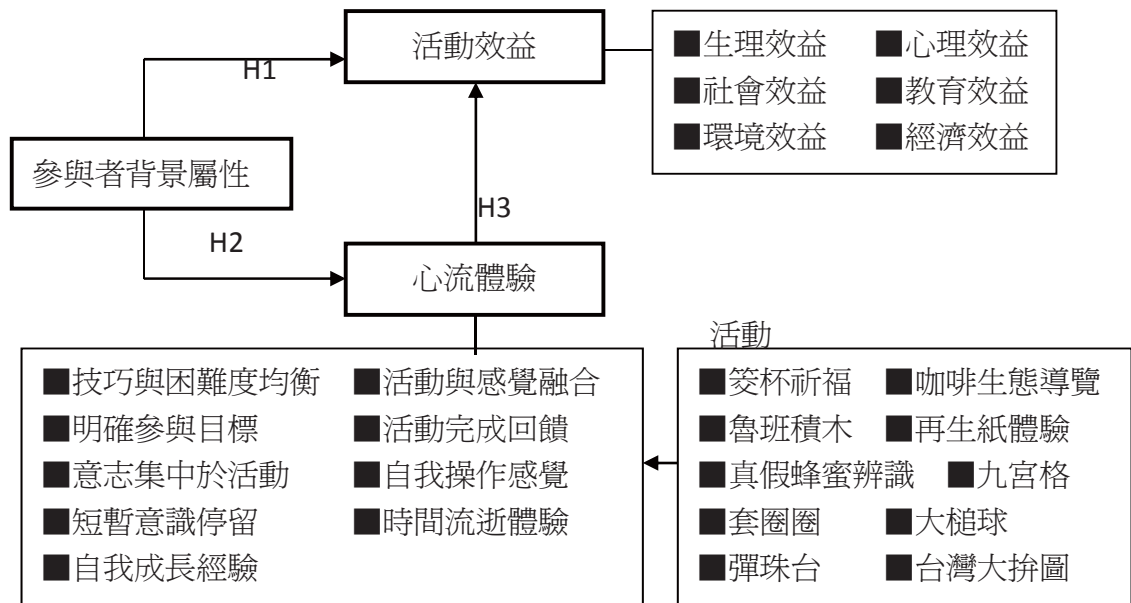 活動效益
■生理效益 ■心理效益
■社會效益 ■教育效益
■環境效益 ■經濟效益
H1
參與者背景屬性
H2
H3
心流體驗
■技巧與困難度均衡 ■活動與感覺融合
■明確參與目標 ■活動完成回饋
■意志集中於活動 ■自我操作感覺
■短暫意識停留 ■時間流逝體驗
■自我成長經驗
活動
■筊杯祈福 ■咖啡生態導覽
■魯班積木 ■再生紙體驗
■真假蜂蜜辨識 ■九宮格
■套圈圈 ■大槌球
■彈珠台 ■台灣大拚圖